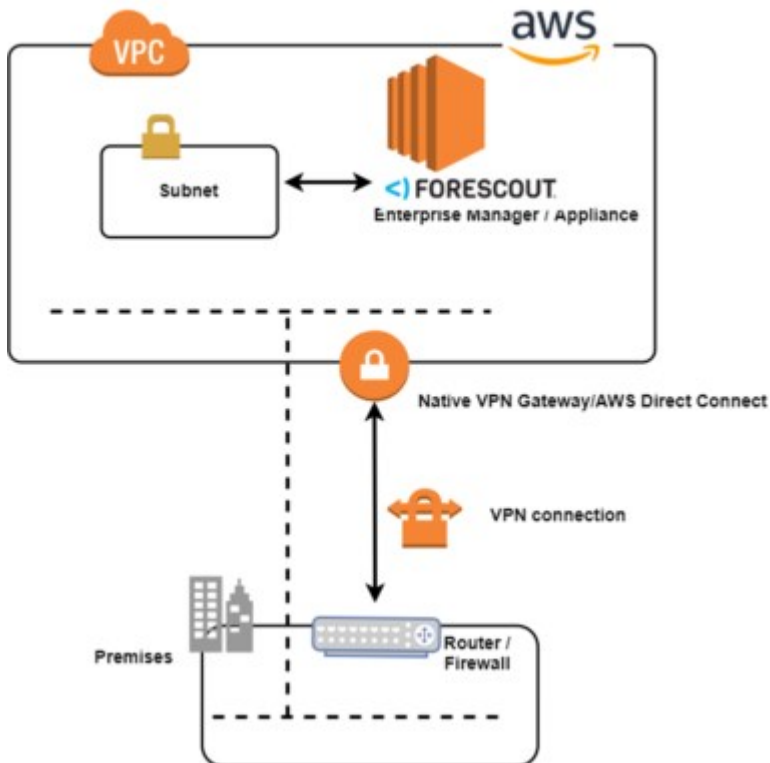 VPC
aws
Subnet
FORESCOUT.
Enterprise Manager / Appliance
Native VPN Gateway/AWS Direct Connect
VPN connection
Premises
Router /
Firewall